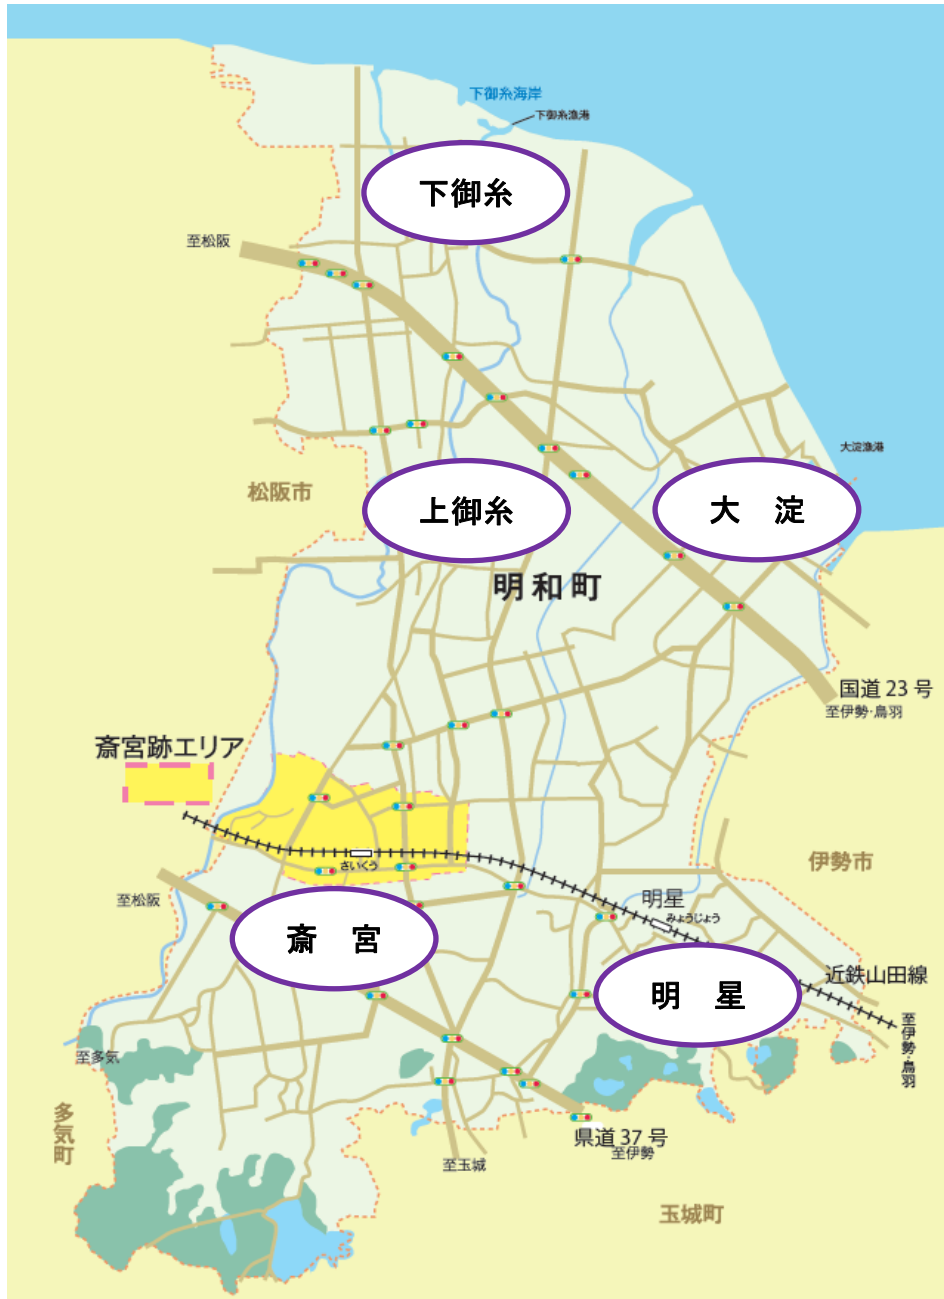 下御糸海岸
下御糸漁港
下御糸
至松阪
大淀漁港
松阪市
上御糸
大　淀
明和町
国道 23 号
至伊勢・鳥羽
斎宮跡エリア
さいくう
伊勢市
至松阪
明星
みょうじょう
斎　宮
近鉄山田線
明　星
至伊勢・鳥羽
至多気
多気町
県道 37 号
至伊勢
至玉城
玉城町